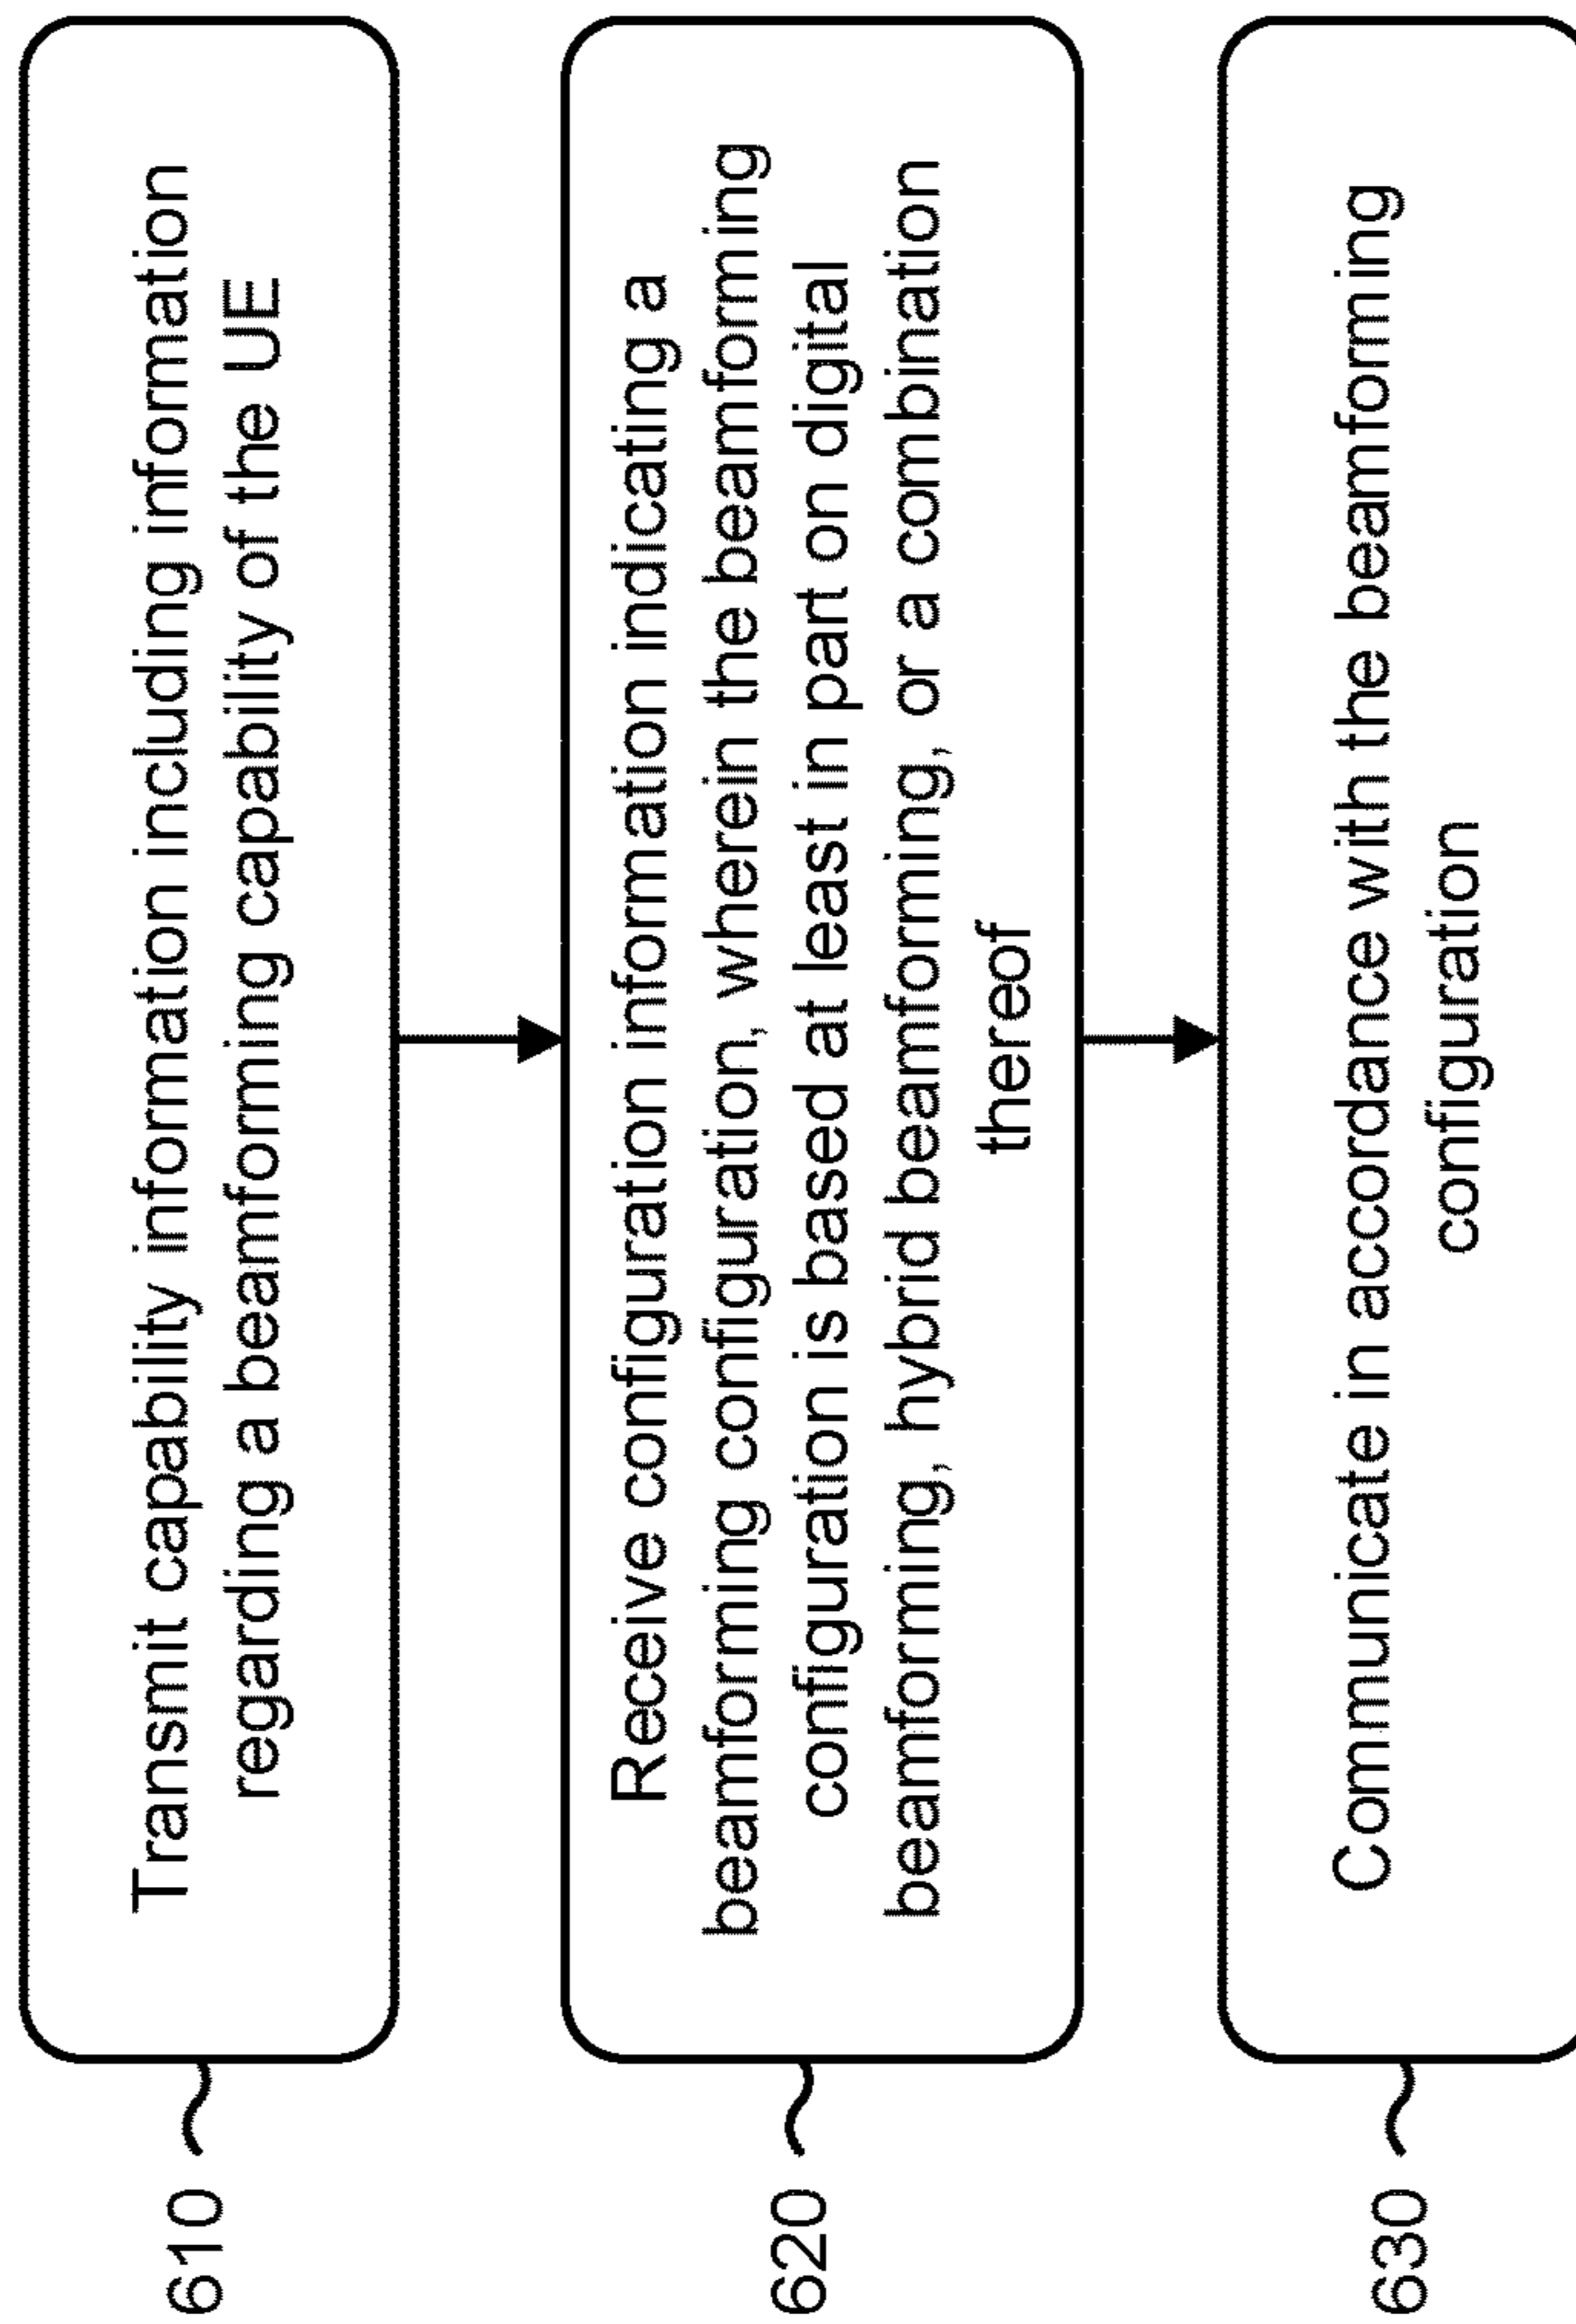 610
Transmit capability information including information
regarding a beamforming capability of the UE
620
Receive configuration information indicating a
beamforming configuration, wherein the beamforming
configuration is based at least in part on digital
beamforming, hybrid beamforming, or a combination
thereof
630
Communicate in accordance with the beamforming
configuration